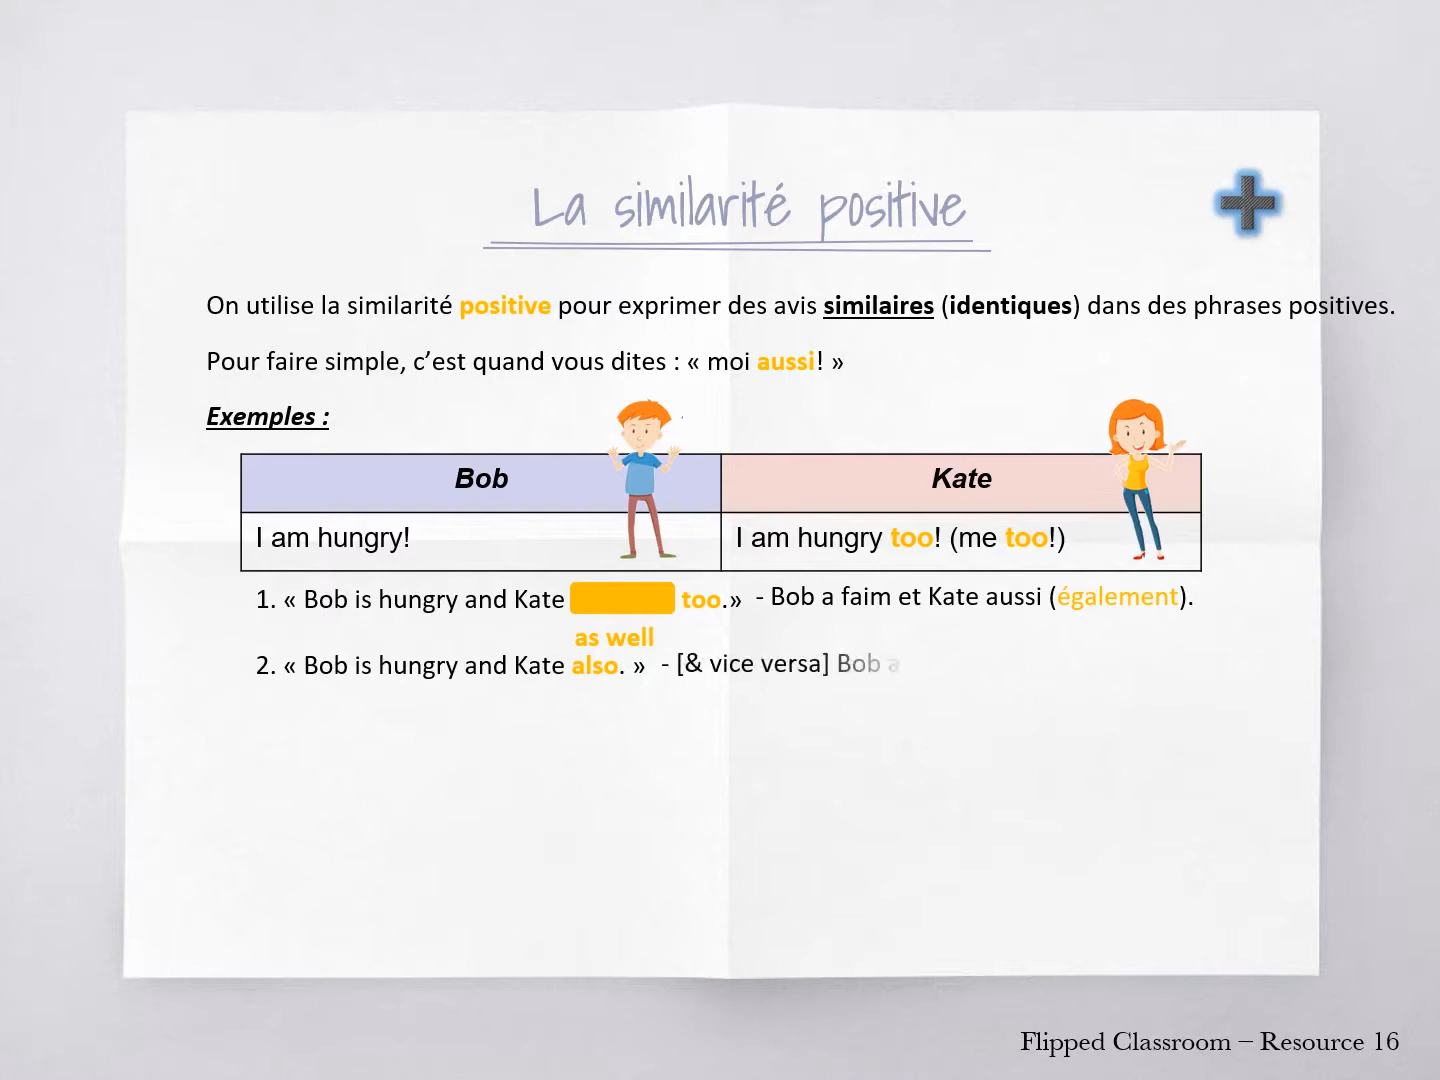 La similarité positive
On utilise la similarité positive pour exprimer des avis similaires (identiques) dans des phrases positives.
Pour faire simple, c’est quand vous dites : « moi aussi! »
Exemples :
Bob Kate
I am hungry! I am hungry too! (me too!)
1. « Bob is hungry and Kate too.» - Bob a faim et Kate aussi (également).
as well
2. « Bob is hungry and Kate also. » - [& vice versa] Bob a
Flipped Classroom – Resource 16